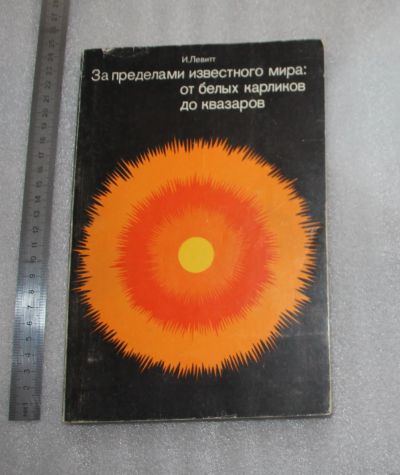 И.Левитт
За пределами известного мира:
от белых карликов
до квазаров